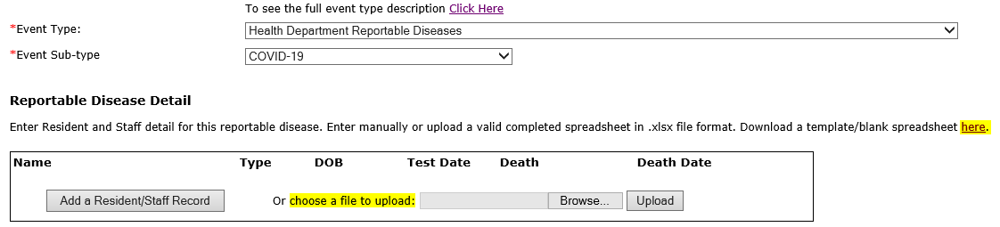 To see the full event type description Click Here
*Event Type: Health Department Reportable Diseases
*Event Sub-type COVID-19
Reportable Disease Detail
Enter Resident and Staff detail for this reportable disease. Enter manually or upload a valid completed spreadsheet in .xlsx file format. Download a template/blank spreadsheet here.
Name Type DOB Test Date Death Death Date
Add a Resident/Staff Record Or choose a file to upload: Browse... Upload